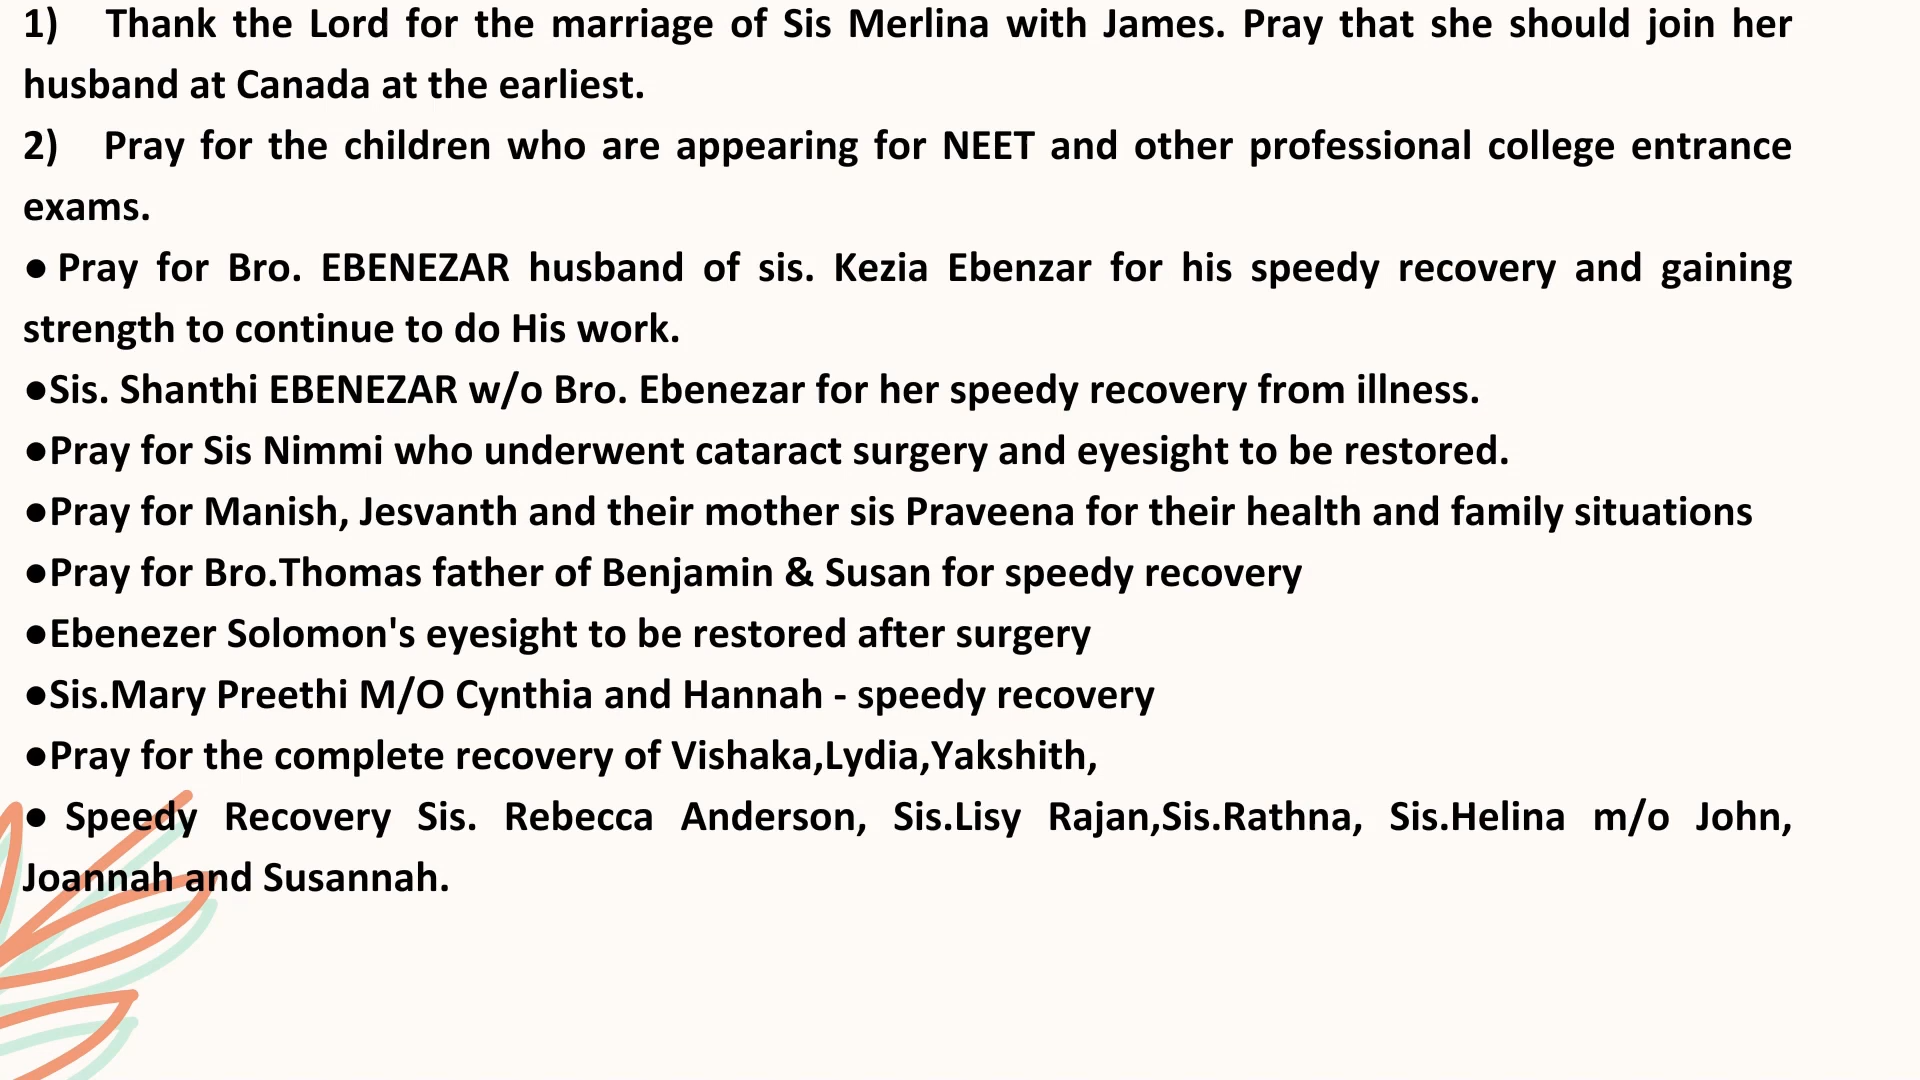 1) Thank the Lord for the marriage of Sis Merlina with James. Pray that she should join her
husband at Canada at the earliest.
2) Pray for the children who are appearing for NEET and other professional college entrance
exams.
● Pray for Bro. EBENEZAR husband of sis. Kezia Ebenzar for his speedy recovery and gaining
strength to continue to do His work.
●Sis. Shanthi EBENEZAR w/o Bro. Ebenezar for her speedy recovery from illness.
●Pray for Sis Nimmi who underwent cataract surgery and eyesight to be restored.
●Pray for Manish, Jesvanth and their mother sis Praveena for their health and family situations
●Pray for Bro.Thomas father of Benjamin & Susan for speedy recovery
●Ebenezer Solomon's eyesight to be restored after surgery
●Sis.Mary Preethi M/O Cynthia and Hannah - speedy recovery
●Pray for the complete recovery of Vishaka,Lydia,Yakshith,
● Speedy Recovery Sis. Rebecca Anderson, Sis.Lisy Rajan,Sis.Rathna, Sis.Helina m/o John,
Joannah and Susannah.